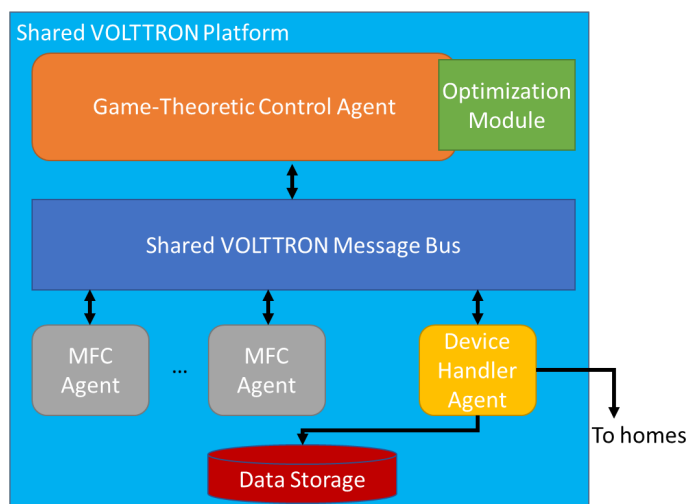 Shared VOLTTRON Platform
Game-Theoretic Control Agent
Optimization
Module
Shared VOLTTRON Message Bus
MFC
Agent
...
MFC
Agent
Device
Handler
Agent
To homes
Data Storage